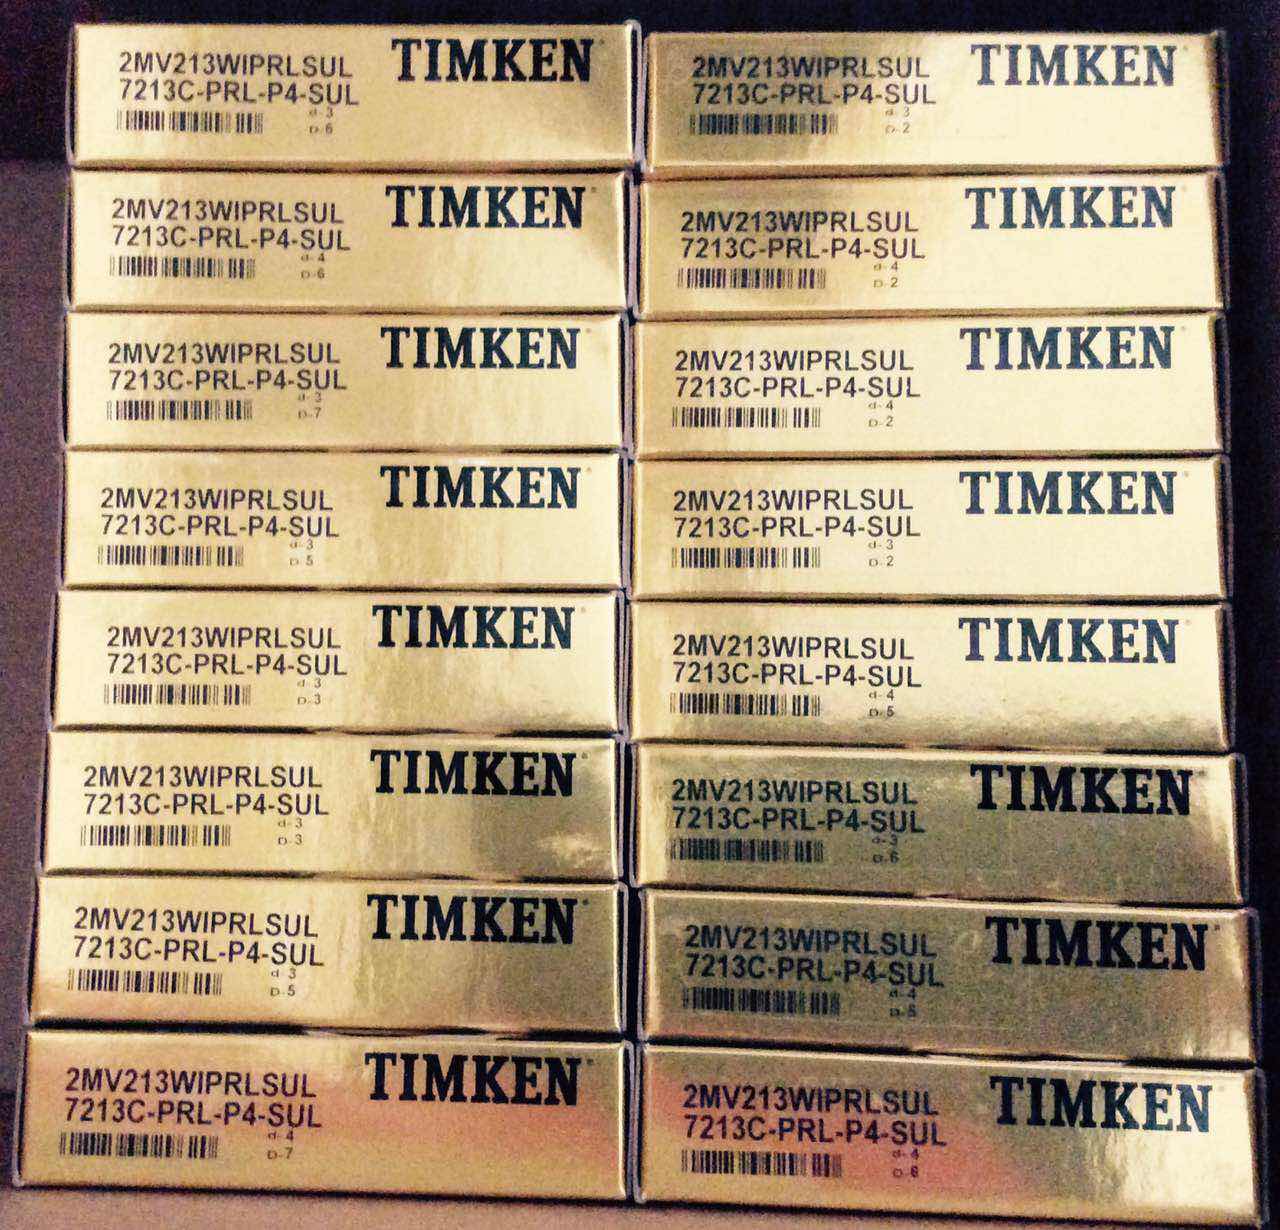 2MV213WIPRLSUL TIMKEN
7213C-PRL-P4-SUL
d-3
D-6
2MV213WIPRLSUL TIMKEN
7213C-PRL-P4-SUL
d-4
D-6
2MV213WIPRLSUL TIMKEN
7213C-PRL-P4-SUL
d-3
D-7
2MV213WIPRLSUL TIMKEN
7213C-PRL-P4-SUL
d-3
D-5
2MV213WIPRLSUL TIMKEN
7213C-PRL-P4-SUL
d-3
D-3
2MV213WIPRLSUL TIMKEN
7213C-PRL-P4-SUL
d-3
D-3
2MV213WIPRLSUL TIMKEN
7213C-PRL-P4-SUL
d-3
D-5
2MV213WIPRLSUL TIMKEN
7213C-PRL-P4-SUL
d-4
D-7
2MV213WIPRLSUL TIMKEN
7213C-PRL-P4-SUL
d-3
D-2
2MV213WIPRLSUL TIMKEN
7213C-PRL-P4-SUL
d-4
D-2
2MV213WIPRLSUL TIMKEN
7213C-PRL-P4-SUL
d-4
D-2
2MV213WIPRLSUL TIMKEN
7213C-PRL-P4-SUL
d-3
D-2
2MV213WIPRLSUL TIMKEN
7213C-PRL-P4-SUL
d-4
D-5
2MV213WIPRLSUL TIMKEN
7213C-PRL-P4-SUL
d-3
D-6
2MV213WIPRLSUL TIMKEN
7213C-PRL-P4-SUL
d-4
2MV213WIPRLSUL TIMKEN
7213C-PRL-P4-SUL
d-4